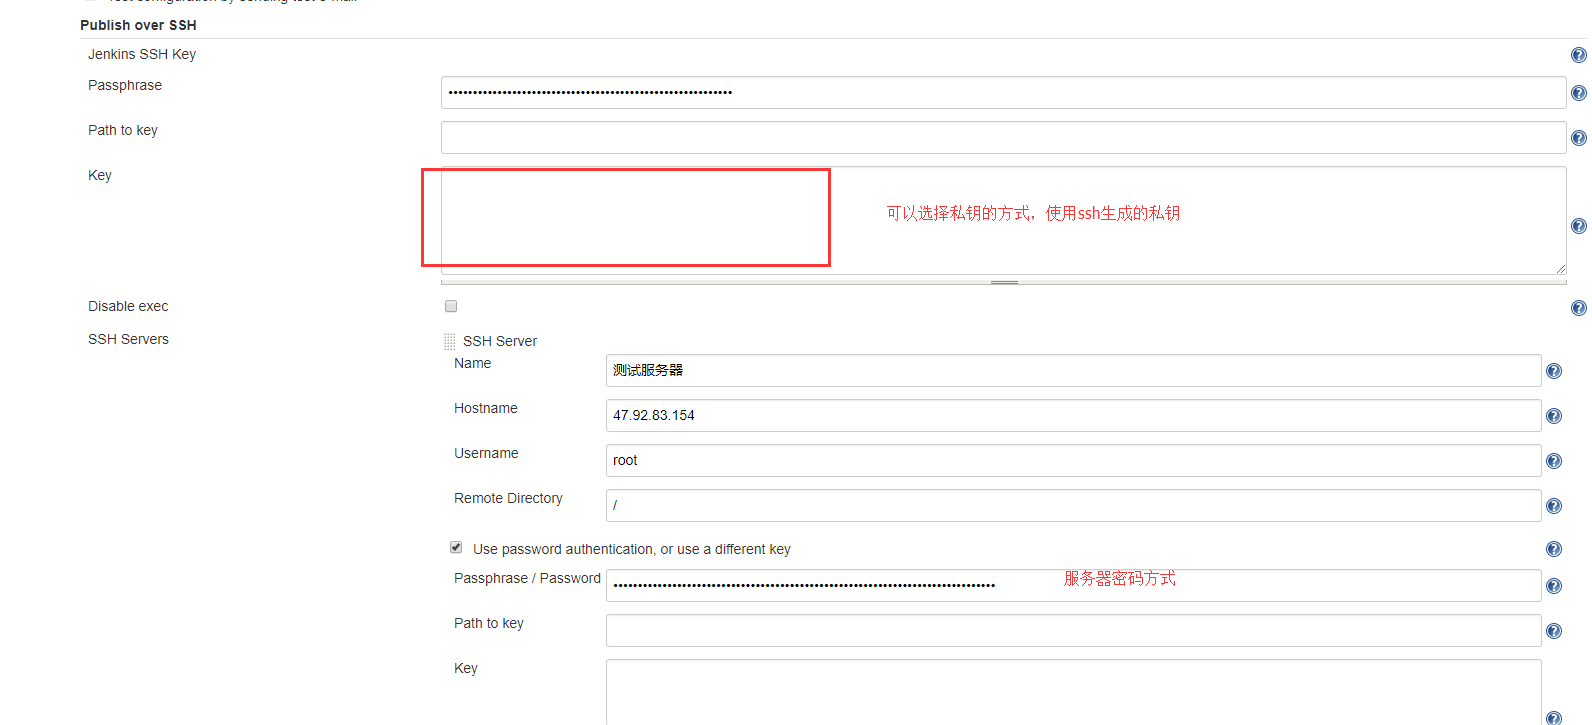 Publish over SSH
Jenkins SSH Key
Passphrase
Path to key
Key
可以选择私钥的方式，使用ssh生成的私钥
Disable exec
SSH Servers
SSH Server
Name
测试服务器
Hostname
47.92.83.154
Username
root
Remote Directory
/
Use password authentication, or use a different key
Passphrase / Password
服务器密码方式
Path to key
Key